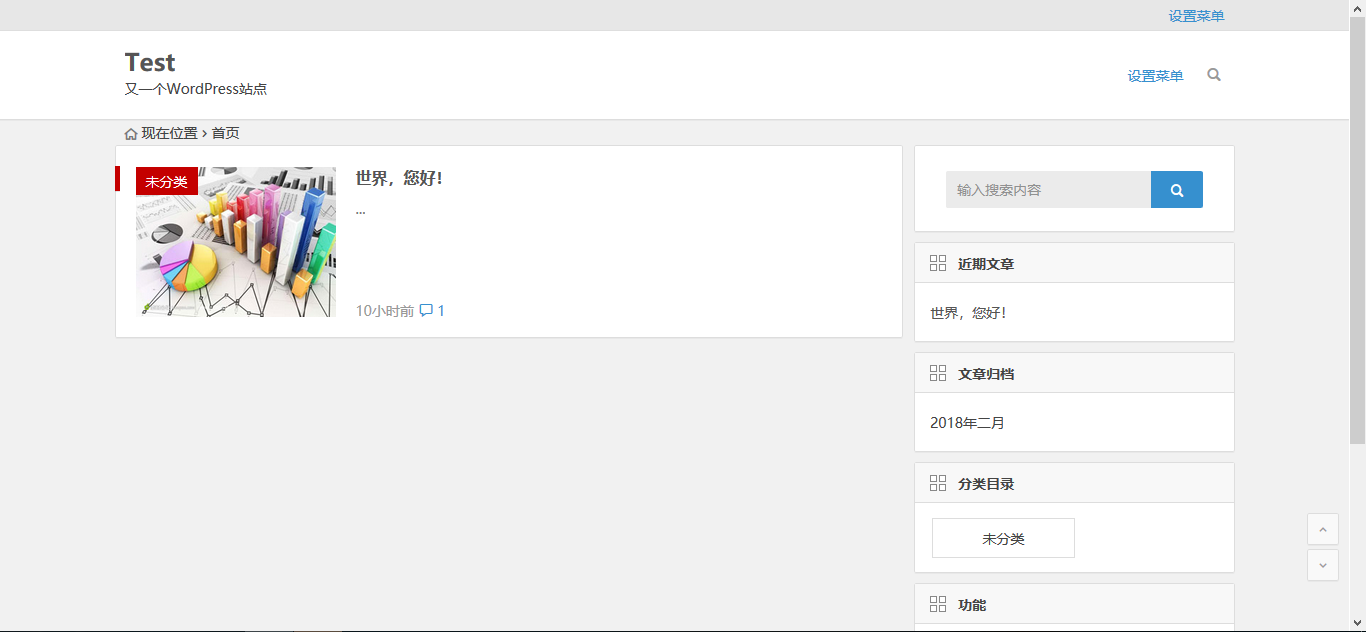 设置菜单
Test
又一个WordPress站点
设置菜单
现在位置 › 首页
未分类
世界，您好！
...
10小时前 1
输入搜索内容
近期文章
世界，您好！
文章归档
2018年二月
分类目录
未分类
功能